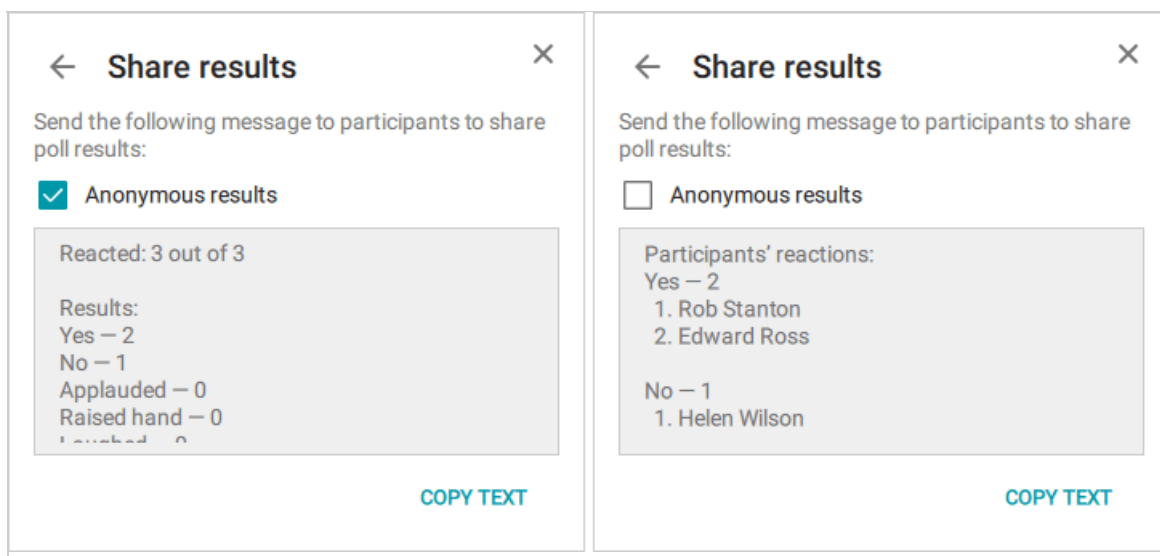 Share results
Send the following message to participants to share
poll results:
Anonymous results
Reacted: 3 out of 3
Results:
Yes — 2
No — 1
Applauded — 0
Raised hand — 0
COPY TEXT
Share results
Send the following message to participants to share
poll results:
Anonymous results
Participants’ reactions:
Yes — 2
1. Rob Stanton
2. Edward Ross
No — 1
1. Helen Wilson
COPY TEXT